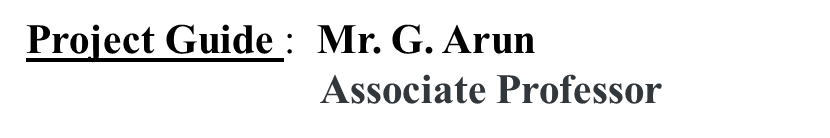 Project Guide : Mr. G. Arun
Associate Professor